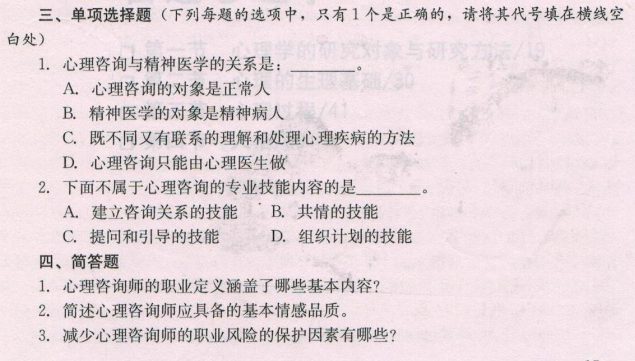 三、单项选择题（下列每题的选项中，只有1个是正确的，请将其代号填在横线空
白处）
1. 心理咨询与精神医学的关系是：________。
A. 心理咨询的对象是正常人
B. 精神医学的对象是精神病人
C. 既不同又有联系的理解和处理心理疾病的方法
D. 心理咨询只能由心理医生做
2. 下面不属于心理咨询的专业技能内容的是________。
A. 建立咨询关系的技能 B. 共情的技能
C. 提问和引导的技能 D. 组织计划的技能
四、简答题
1. 心理咨询师的职业定义涵盖了哪些基本内容？
2. 简述心理咨询师应具备的基本情感品质。
3. 减少心理咨询师的职业风险的保护因素有哪些？